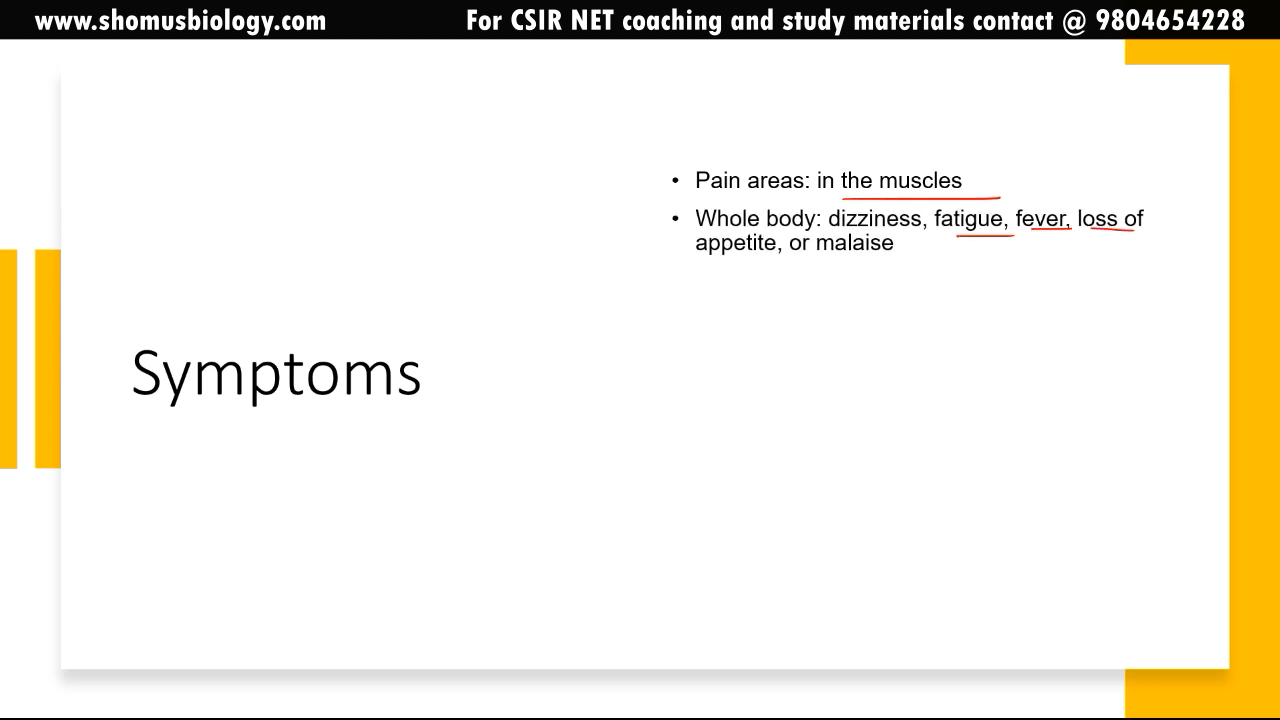 www.shomusbiology.com
For CSIR NET coaching and study materials contact @ 9804654228
Symptoms
• Pain areas: in the muscles
• Whole body: dizziness, fatigue, fever, loss of
appetite, or malaise